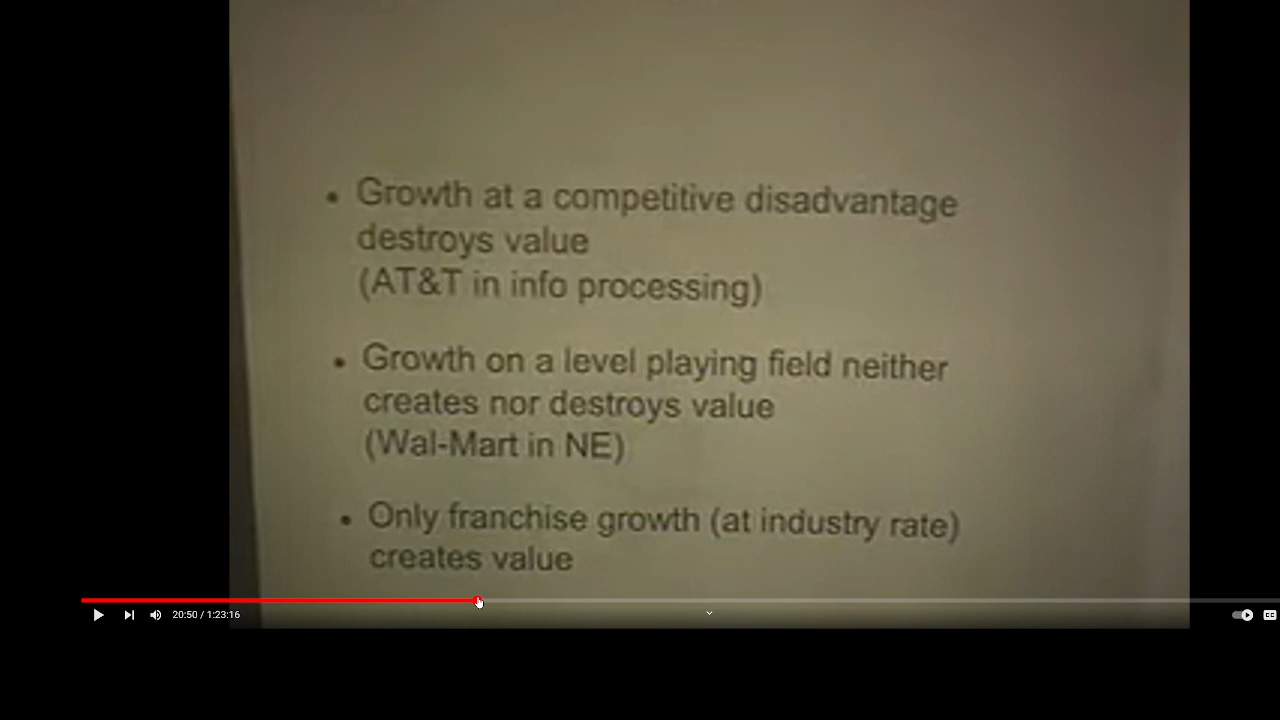 • Growth at a competitive disadvantage
destroys value
(AT&T in info processing)
• Growth on a level playing field neither
creates nor destroys value
(Wal-Mart in NE)
• Only franchise growth (at industry rate)
creates value
20:50 / 1:23:16
CC